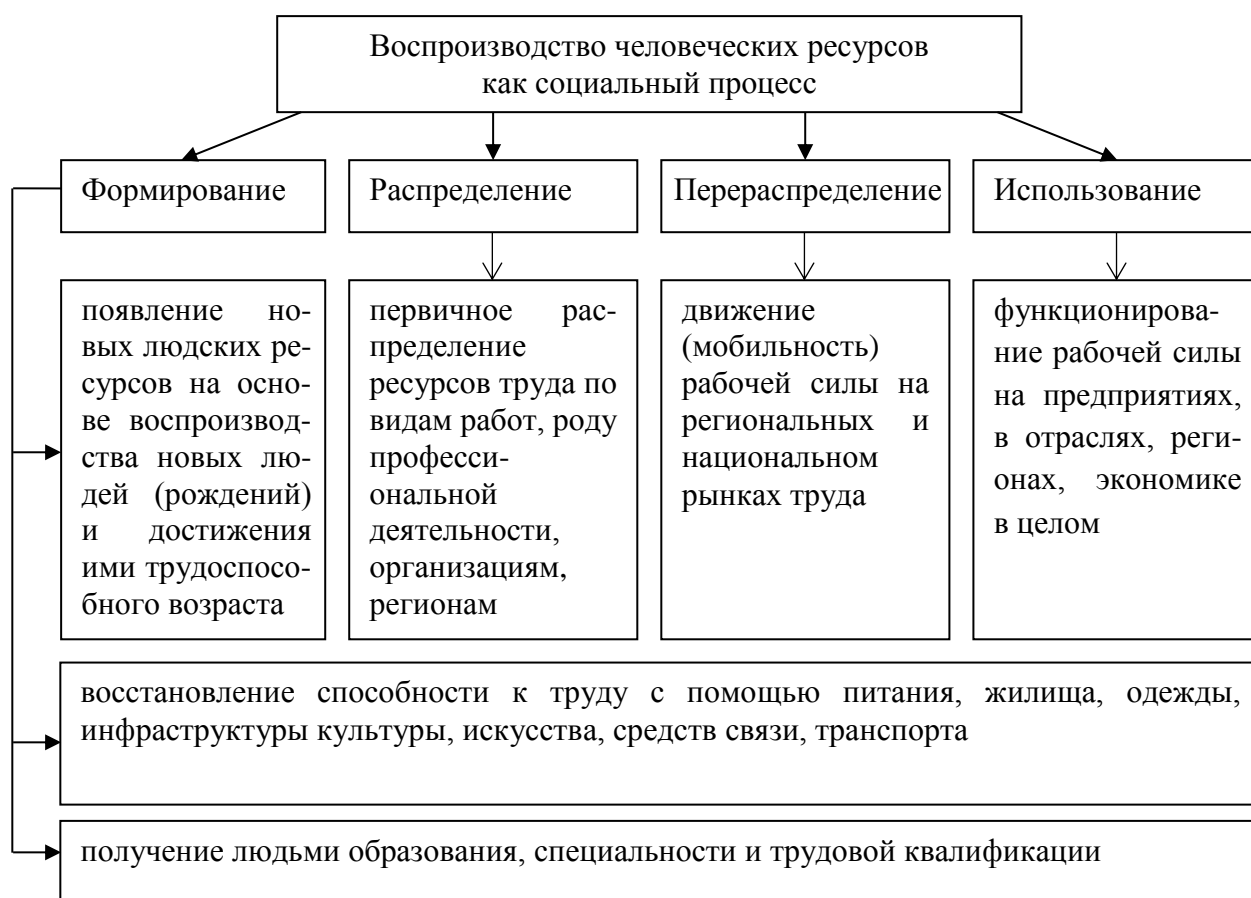 Воспроизводство человеческих ресурсов
как социальный процесс
Формирование
Распределение
Перераспределение
Использование
появление но-
вых людских ре-
сурсов на осно-
ве воспроизвод-
ства новых лю-
дей (рождений)
и достижения
ими трудоспосо-
бного возраста
первичное рас-
пределение
ресурсов труда по
видам работ, роду
професси-
ональной
деятельности,
организациям,
регионам
движение
(мобильность)
рабочей силы на
региональных и
национальном
рынках труда
функционирова-
ние рабочей силы
на предприятиях,
в отраслях, реги-
онах, экономике
в целом
восстановление способности к труду с помощью питания, жилища, одежды,
инфраструктуры культуры, искусства, средств связи, транспорта
получение людьми образования, специальности и трудовой квалификации